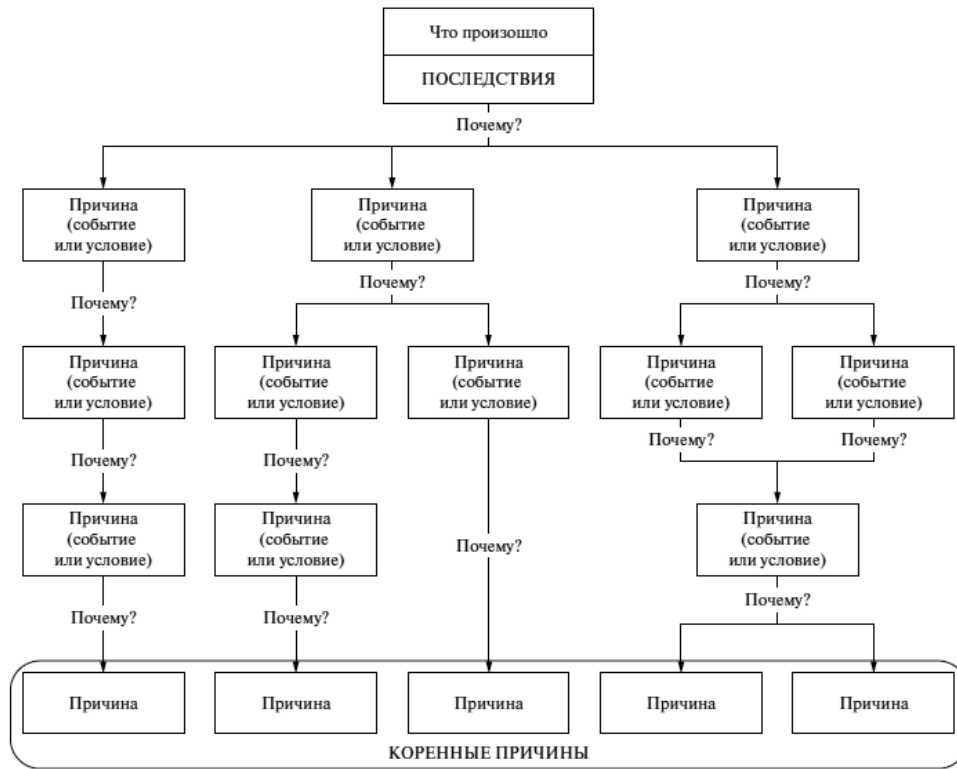 Что произошло
ПОСЛЕДСТВИЯ
Почему?
Причина
(событие
или условие)
Причина
(событие
или условие)
Причина
(событие
или условие)
Почему?
Почему?
Почему?
Причина
(событие
или условие)
Причина
(событие
или условие)
Причина
(событие
или условие)
Причина
(событие
или условие)
Причина
(событие
или условие)
Почему?
Почему?
Почему?
Почему?
Причина
(событие
или условие)
Причина
(событие
или условие)
Почему?
Причина
(событие
или условие)
Почему?
Почему?
Почему?
Причина
Причина
Причина
Причина
Причина
КОРЕННЫЕ ПРИЧИНЫ